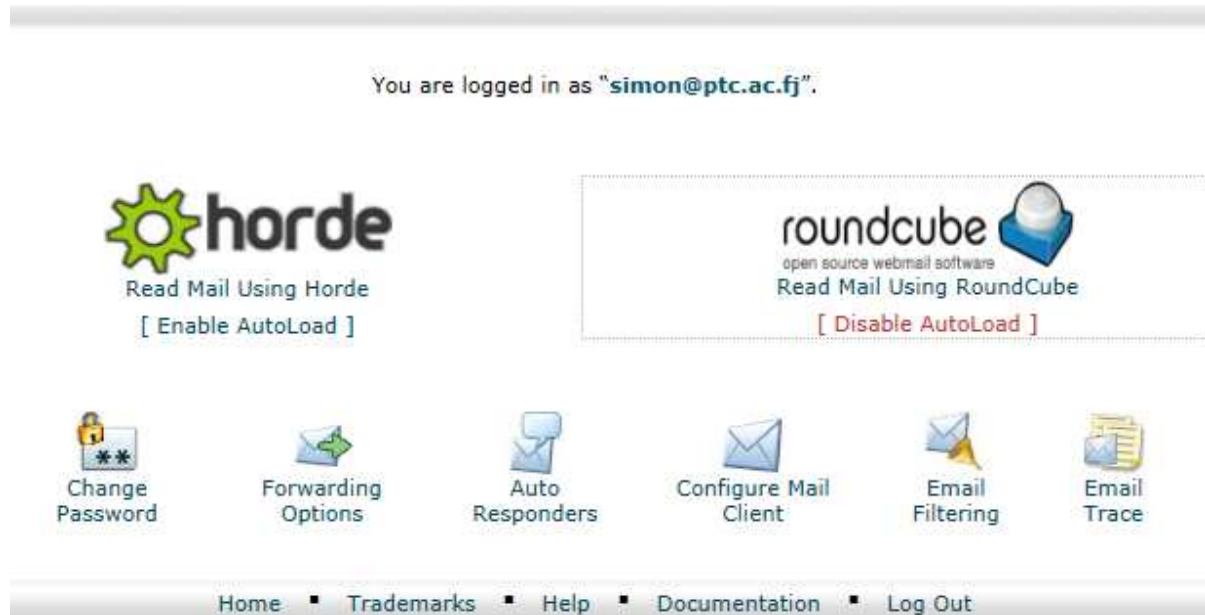 You are logged in as "simon@ptc.ac.fj".
horde
Read Mail Using Horde
[ Enable AutoLoad ]
roundcube
open source webmail software
Read Mail Using RoundCube
[ Disable AutoLoad ]
**
Change
Password
Forwarding
Options
Auto
Responders
Configure Mail
Client
Email
Filtering
Email
Trace
Home ▪ Trademarks ▪ Help ▪ Documentation ▪ Log Out